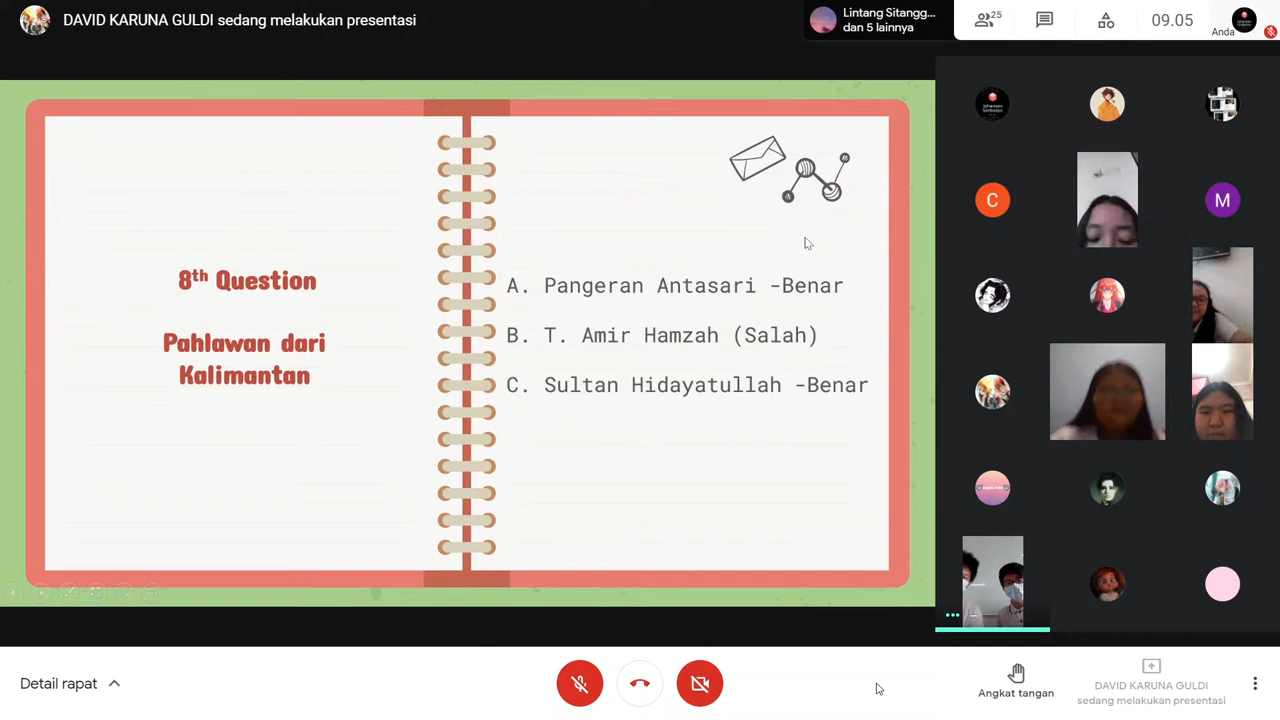 DAVID KARUNA GULDI sedang melakukan presentasi
Lintang Sitangg...
dan 5 lainnya
25
09.05
Anda
8th Question
Pahlawan dari
Kalimantan
A. Pangeran Antasari -Benar
B. T. Amir Hamzah (Salah)
C. Sultan Hidayatullah -Benar
C
M
Detail rapat
Angkat tangan
DAVID KARUNA GULDI
sedang melakukan presentasi